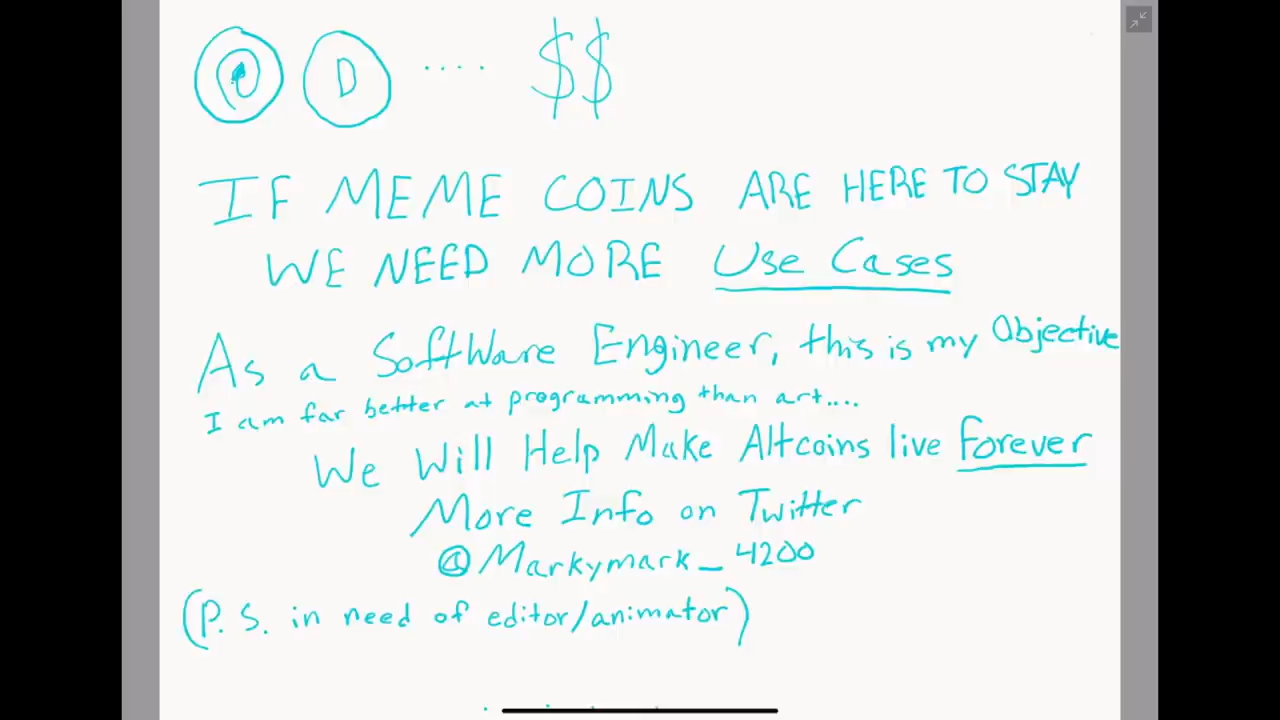 D .... $$
IF MEME COINS ARE HERE TO STAY
WE NEED MORE Use Cases
As a Software Engineer, this is my Objective
I am far better at programming than art....
We Will Help Make Altcoins live forever
More Info on Twitter
@Markymark_4200
(P.S. in need of editor/animator)